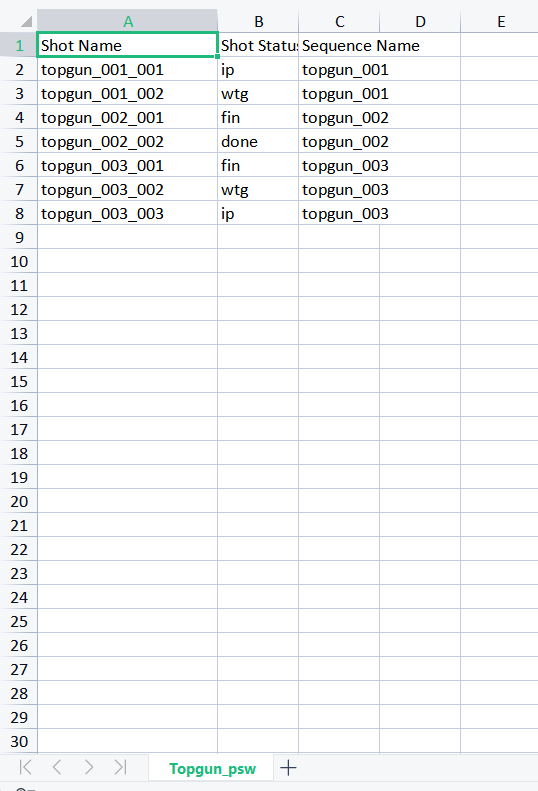 A B C D E
1 Shot Name Shot Statu Sequence Name
2 topgun_001_001 ip topgun_001
3 topgun_001_002 wtg topgun_001
4 topgun_002_001 fin topgun_002
5 topgun_002_002 done topgun_002
6 topgun_003_001 fin topgun_003
7 topgun_003_002 wtg topgun_003
8 topgun_003_003 ip topgun_003
9
10
11
12
13
14
15
16
17
18
19
20
21
22
23
24
25
26
27
28
29
30
Topgun_psw